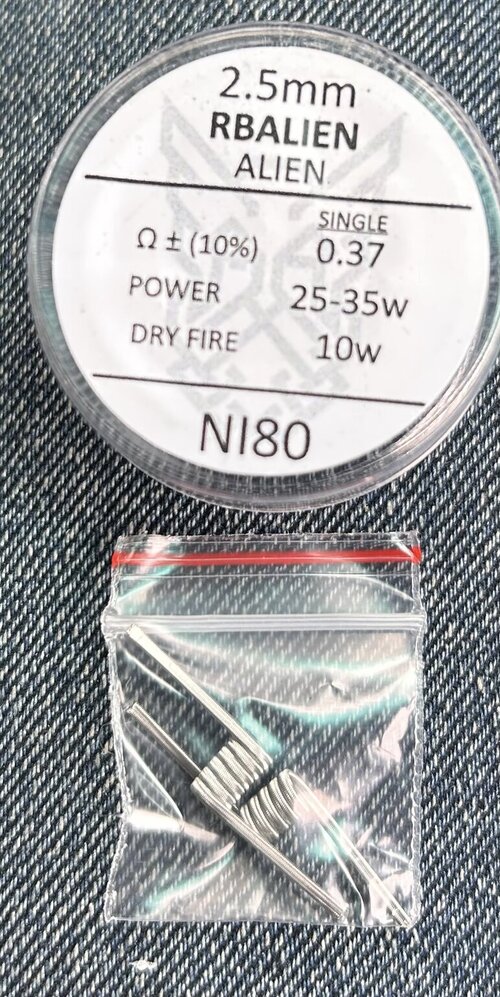 2.5mm
RBALIEN
ALIEN
SINGLE
Ω ± (10%) 0.37
POWER 25-35w
DRY FIRE 10w
NI80